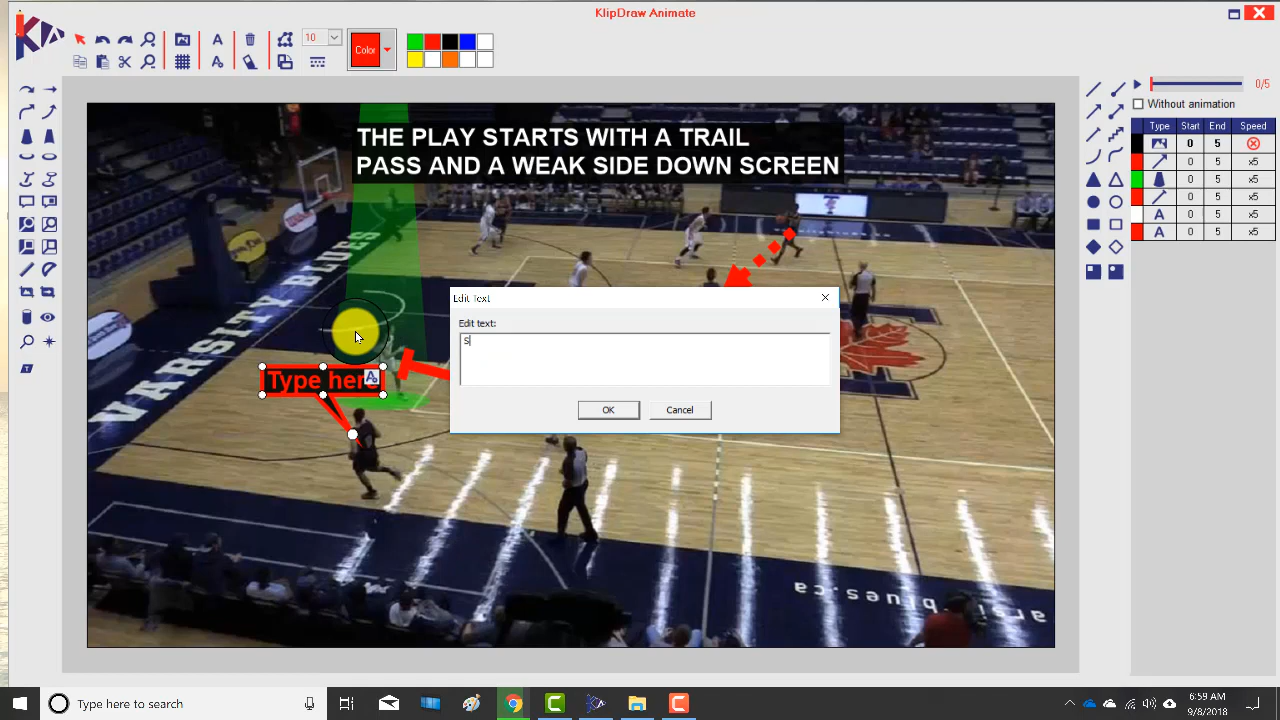 KlipDraw Animate
10
Color
0/5
Without animation
Type Start End Speed
0 5
0 5 x5
0 5 x5
0 5 x5
A 0 5 x5
A 0 5 x5
THE PLAY STARTS WITH A TRAIL
PASS AND A WEAK SIDE DOWN SCREEN
VARSITY BLUES
Edit Text
Edit text:
S
OK Cancel
Type here
arsi-blues.ca
Type here to search
6:59 AM
9/8/2018